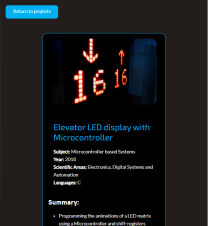 Return to projects
16 16
Elevator LED display with
Microcontroller
Subject: Microcontroller based Systems
Year: 2018
Scientific Areas: Electronics, Digital Systems and
Automation
Languages: C
Summary:
• Programming the animations of a LED matrix
using a Microcontroller and shift-registers